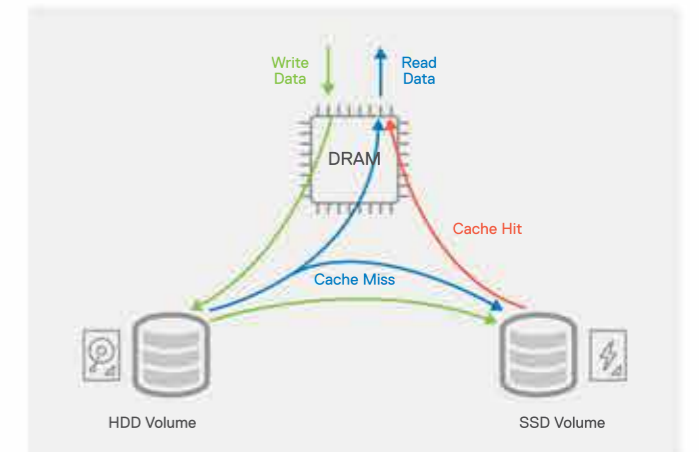 Write
Data
Read
Data
DRAM
Cache Hit
Cache Miss
HDD Volume
SSD Volume